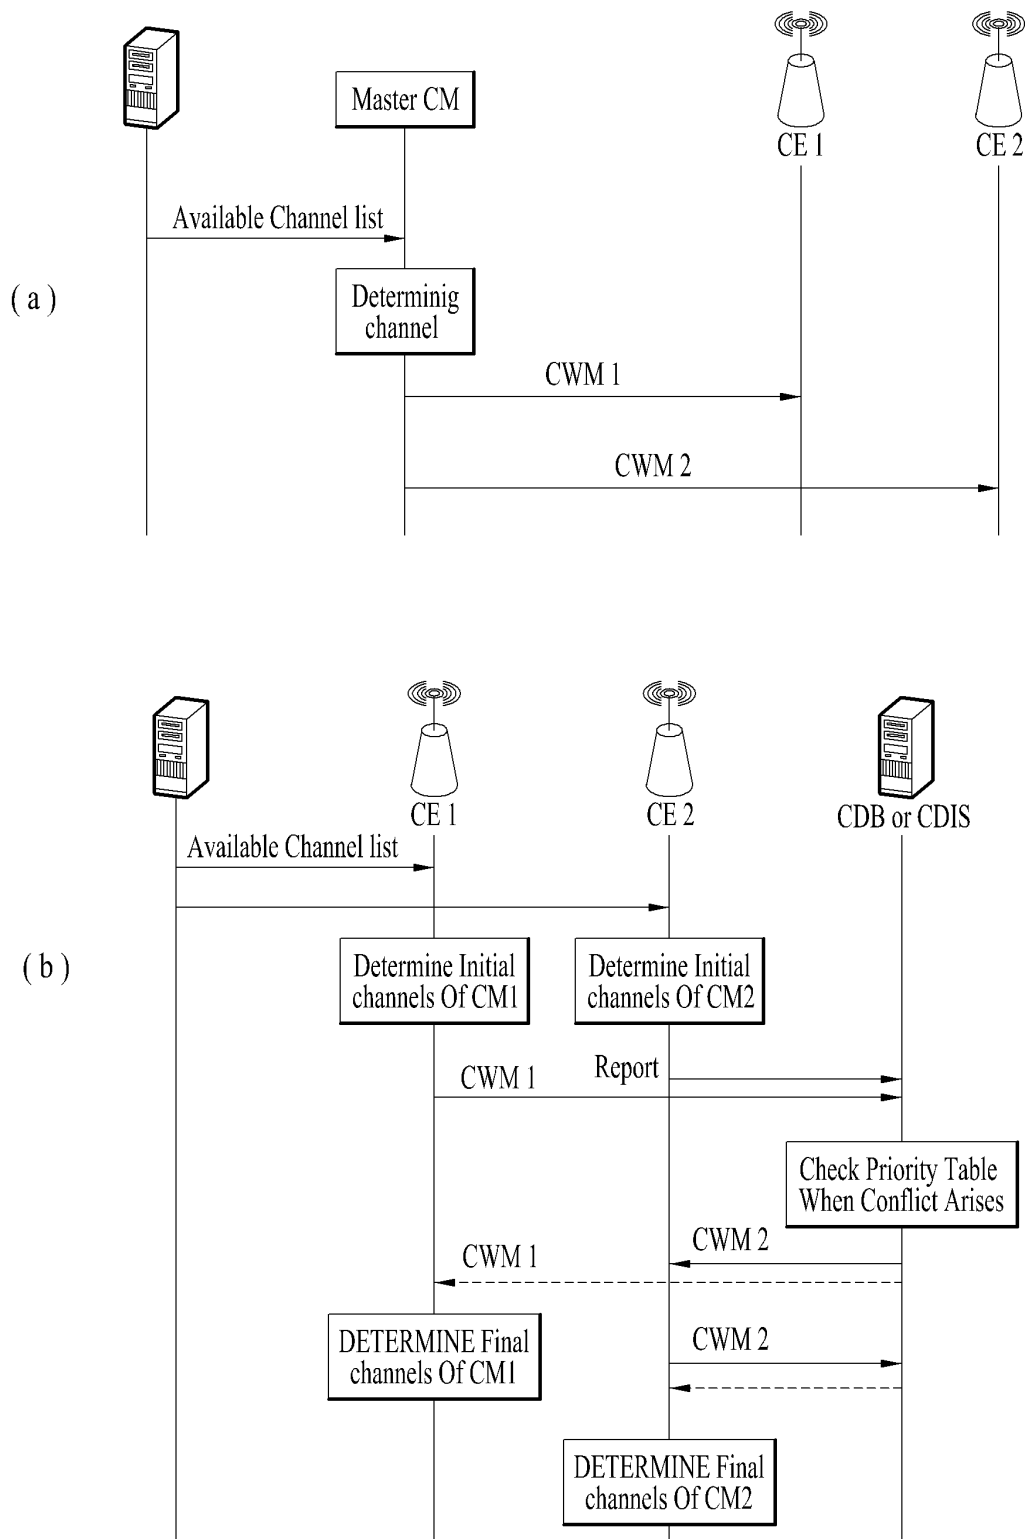 Master CM
CE 1
CE 2
Available Channel list
( a )
Determinig
channel
CWM 1
CWM 2
CE 1
CE 2
CDB or CDIS
Available Channel list
( b )
Determine Initial
channels Of CM1
Determine Initial
channels Of CM2
Report
CWM 1
Check Priority Table
When Conflict Arises
CWM 2
CWM 1
DETERMINE Final
channels Of CM1
CWM 2
DETERMINE Final
channels Of CM2